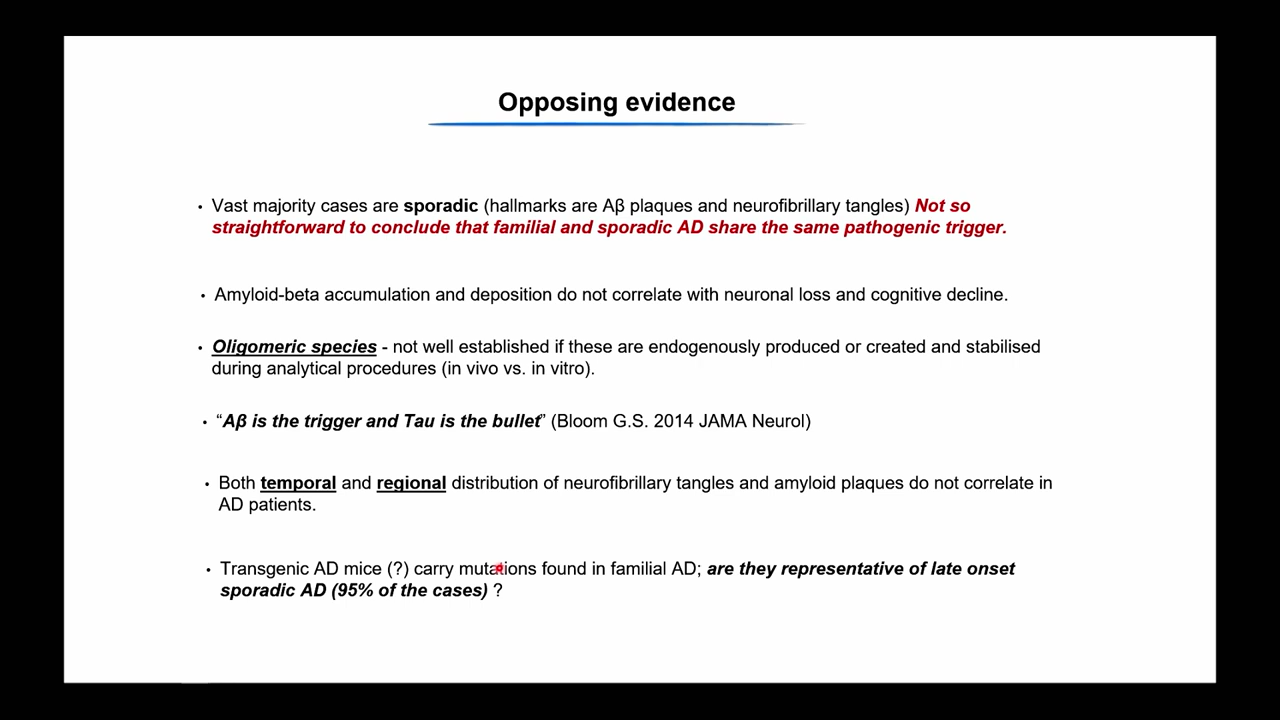 Opposing evidence
• Vast majority cases are sporadic (hallmarks are Aβ plaques and neurofibrillary tangles) Not so
straightforward to conclude that familial and sporadic AD share the same pathogenic trigger.
• Amyloid-beta accumulation and deposition do not correlate with neuronal loss and cognitive decline.
• Oligomeric species - not well established if these are endogenously produced or created and stabilised
during analytical procedures (in vivo vs. in vitro).
• “Aβ is the trigger and Tau is the bullet” (Bloom G.S. 2014 JAMA Neurol)
• Both temporal and regional distribution of neurofibrillary tangles and amyloid plaques do not correlate in
AD patients.
• Transgenic AD mice (?) carry mutations found in familial AD; are they representative of late onset
sporadic AD (95% of the cases) ?